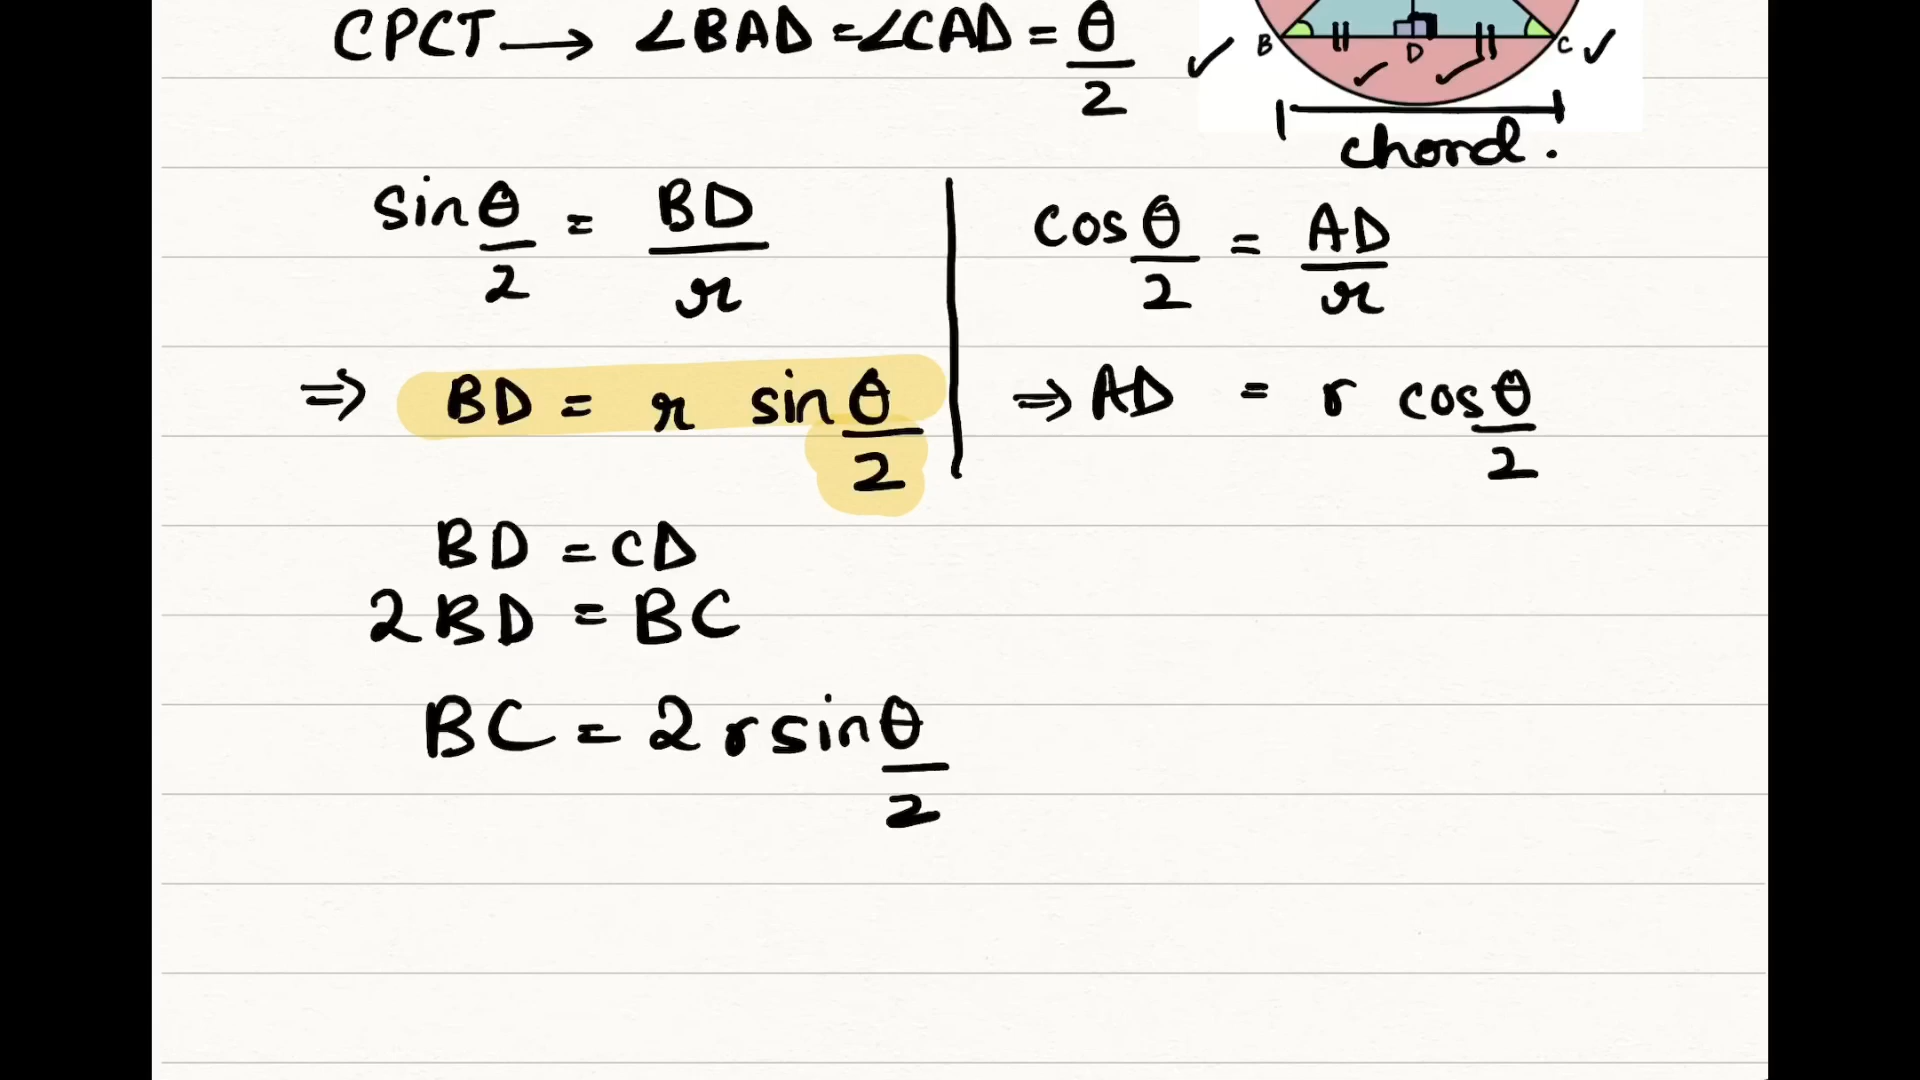 CPCT → ∠BAD = ∠CAD = θ/2
B D C
chord.
sin θ/2 = BD/r
cos θ/2 = AD/r
⇒ BD = r sin θ/2
⇒ AD = r cos θ/2
BD = CD
2BD = BC
BC = 2 r sin θ/2